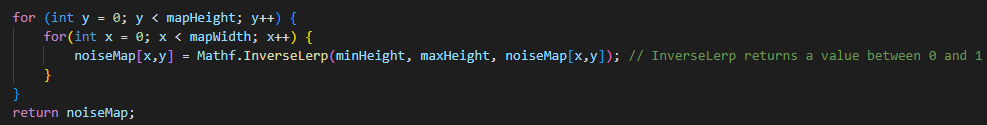 for (int y = 0; y < mapHeight; y++) {
    for(int x = 0; x < mapWidth; x++) {
        noiseMap[x,y] = Mathf.InverseLerp(minHeight, maxHeight, noiseMap[x,y]); // InverseLerp returns a value between 0 and 1
    }
}
return noiseMap;